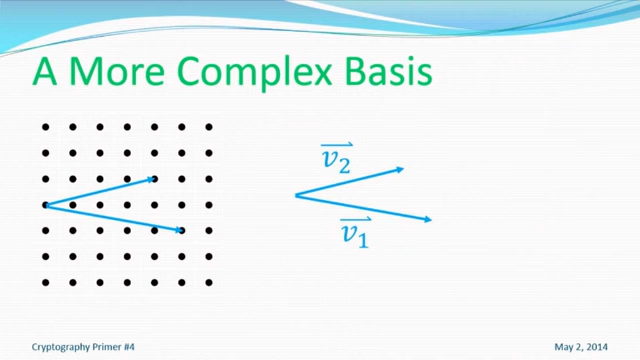 A More Complex Basis
v₂
v₁
Cryptography Primer #4
May 2, 2014